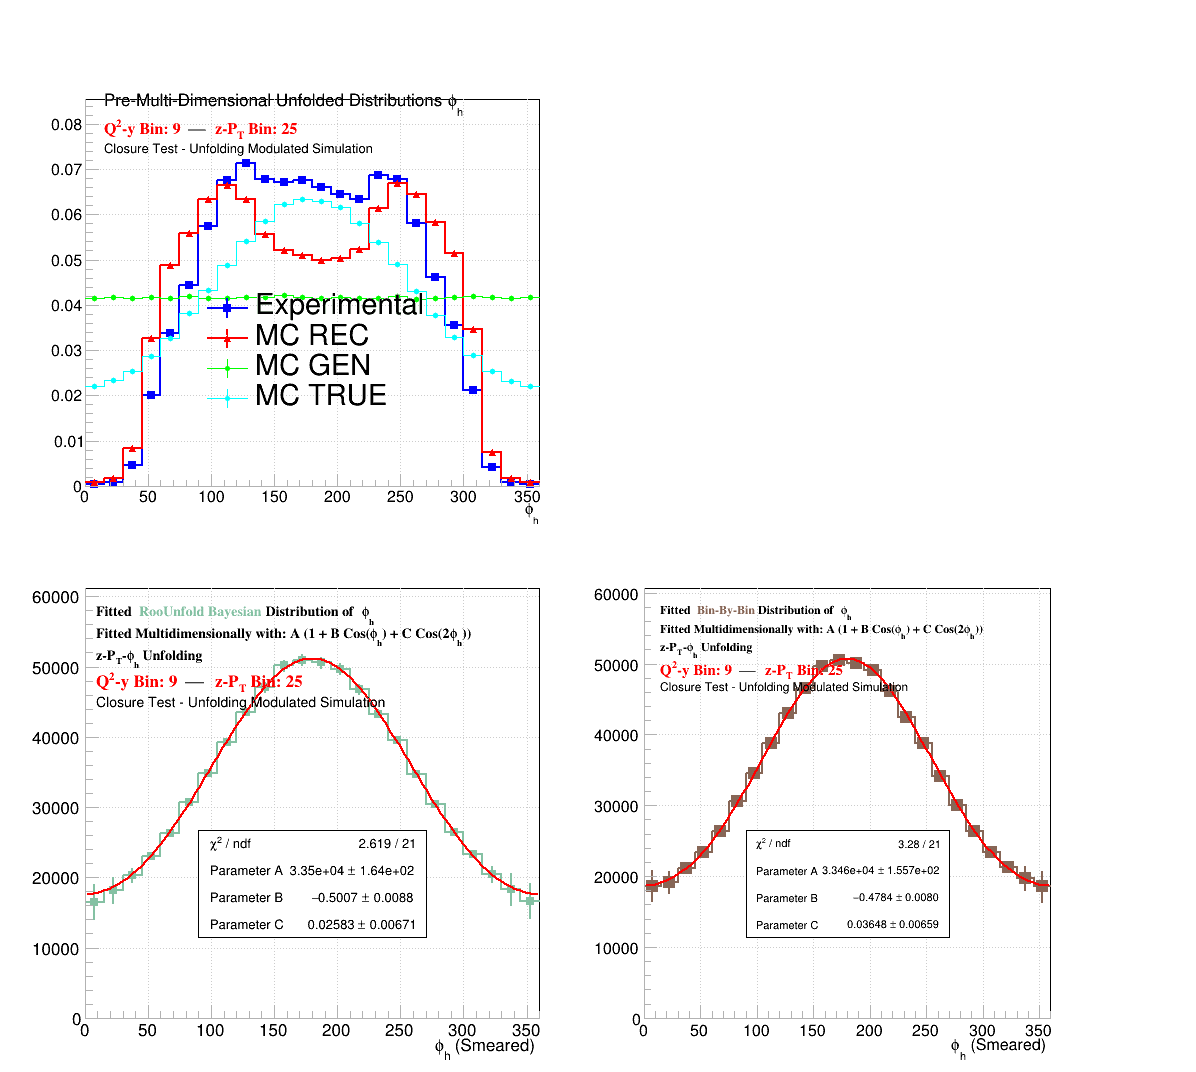 Pre-Multi-Dimensional Unfolded Distributions ϕh
Q2-y Bin: 9 — z-PT Bin: 25
Closure Test - Unfolding Modulated Simulation
0.08
0.07
0.06
0.05
0.04
0.03
0.02
0.01
0
Experimental
MC REC
MC GEN
MC TRUE
0 50 100 150 200 250 300 350
ϕh
Fitted RooUnfold Bayesian Distribution of ϕh
Fitted Multidimensionally with: A (1 + B Cos(ϕh) + C Cos(2ϕh))
z-PT-ϕh Unfolding
Q2-y Bin: 9 — z-PT Bin: 25
Closure Test - Unfolding Modulated Simulation
60000
50000
40000
30000
20000
10000
0
χ2 / ndf 2.619 / 21
Parameter A 3.35e+04 ± 1.64e+02
Parameter B −0.5007 ± 0.0088
Parameter C 0.02583 ± 0.00671
0 50 100 150 200 250 300 350
ϕh (Smeared)
Fitted Bin-By-Bin Distribution of ϕh
Fitted Multidimensionally with: A (1 + B Cos(ϕh) + C Cos(2ϕh))
z-PT-ϕh Unfolding
Q2-y Bin: 9 — z-PT Bin: 25
Closure Test - Unfolding Modulated Simulation
60000
50000
40000
30000
20000
10000
0
χ2 / ndf 3.28 / 21
Parameter A 3.346e+04 ± 1.557e+02
Parameter B −0.4784 ± 0.0080
Parameter C 0.03648 ± 0.00659
0 50 100 150 200 250 300 350
ϕh (Smeared)